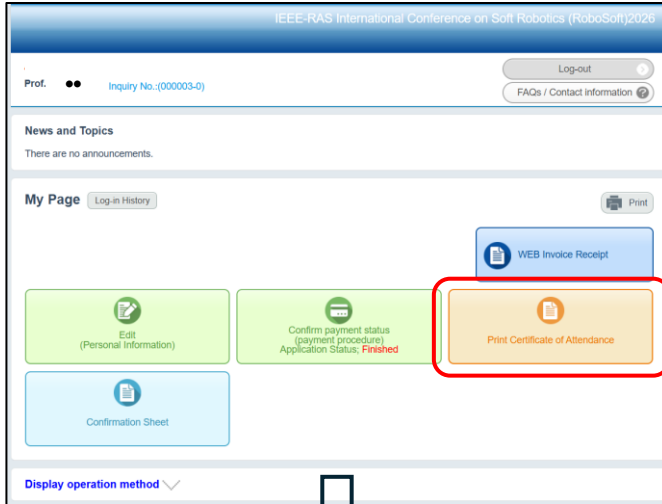 IEEE-RAS International Conference on Soft Robotics (RoboSoft)2026
Prof. ●● Inquiry No.:(000003-0)
Log-out
FAQs / Contact information
News and Topics
There are no announcements.
My Page
Log-in History
Print
WEB Invoice Receipt
Edit
(Personal Information)
Confirm payment status
(payment procedure)
Application Status; Finished
Print Certificate of Attendance
Confirmation Sheet
Display operation method